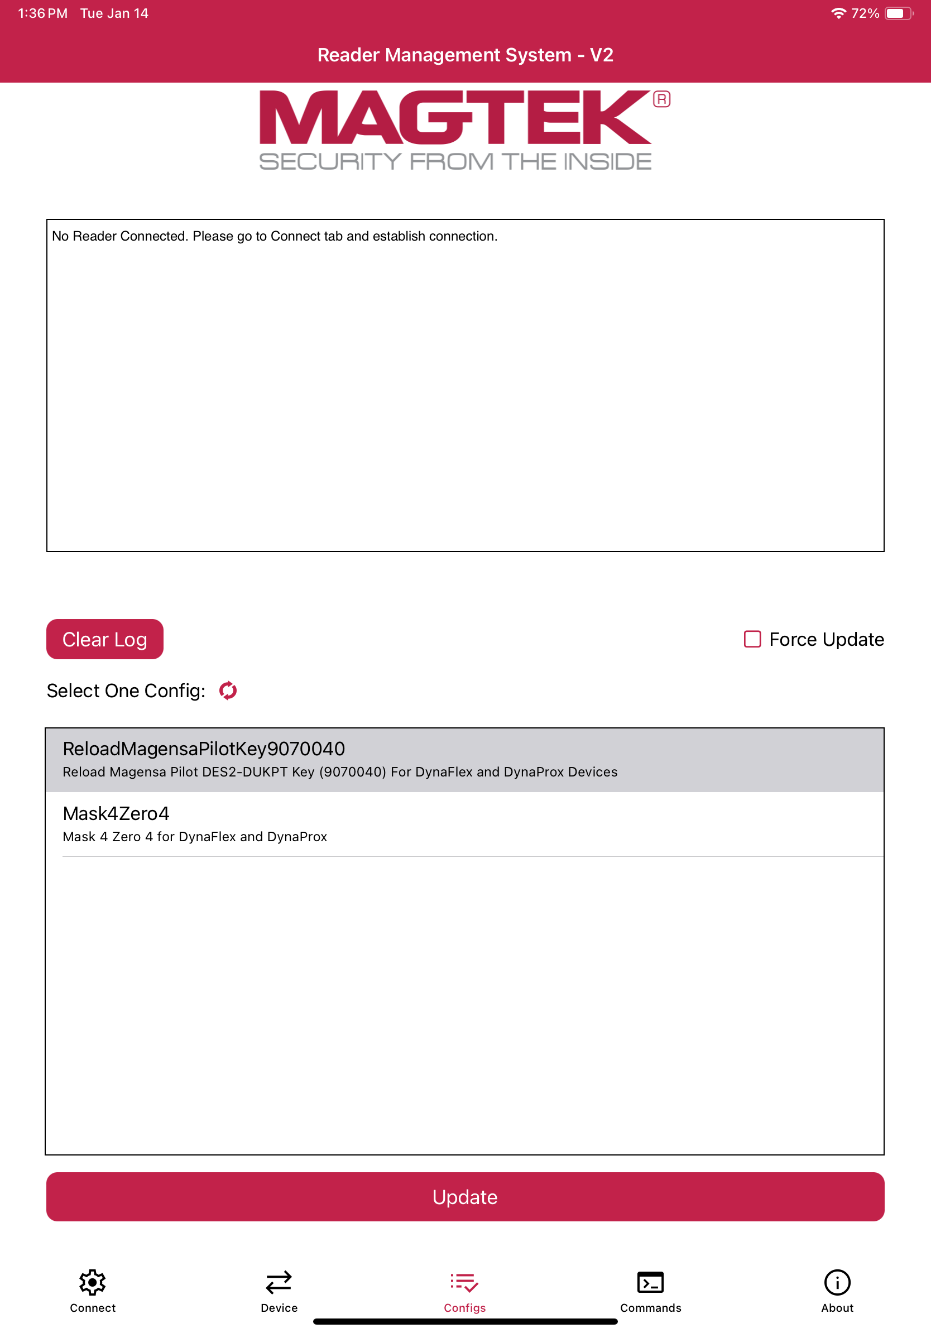 1:36 PM Tue Jan 14
72%
Reader Management System - V2
MAGTEK®
SECURITY FROM THE INSIDE
No Reader Connected. Please go to Connect tab and establish connection.
Clear Log
Force Update
Select One Config:
ReloadMagensaPilotKey9070040
Reload Magensa Pilot DES2-DUKPT Key (9070040) For DynaFlex and DynaProx Devices
Mask4Zero4
Mask 4 Zero 4 for DynaFlex and DynaProx
Update
Connect
Device
Configs
Commands
About